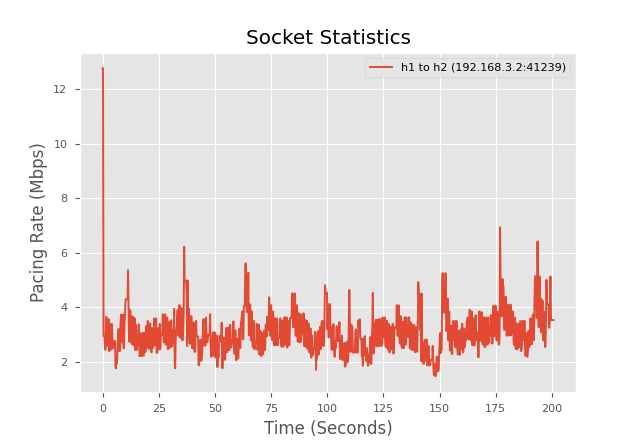 Socket Statistics
h1 to h2 (192.168.3.2:41239)
12
10
8
6
4
2
Pacing Rate (Mbps)
0 25 50 75 100 125 150 175 200
Time (Seconds)